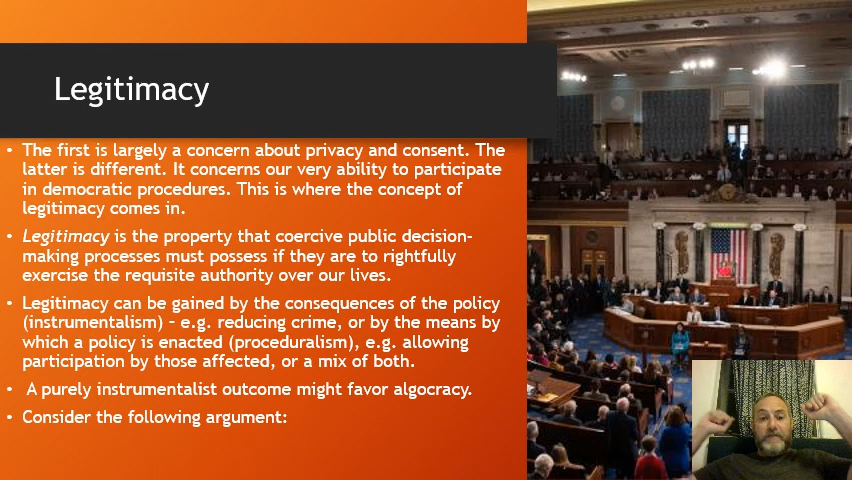 Legitimacy
• The first is largely a concern about privacy and consent. The
latter is different. It concerns our very ability to participate
in democratic procedures. This is where the concept of
legitimacy comes in.
• Legitimacy is the property that coercive public decision-
making processes must possess if they are to rightfully
exercise the requisite authority over our lives.
• Legitimacy can be gained by the consequences of the policy
(instrumentalism) – e.g. reducing crime, or by the means by
which a policy is enacted (proceduralism), e.g. allowing
participation by those affected, or a mix of both.
• A purely instrumentalist outcome might favor algocracy.
• Consider the following argument: